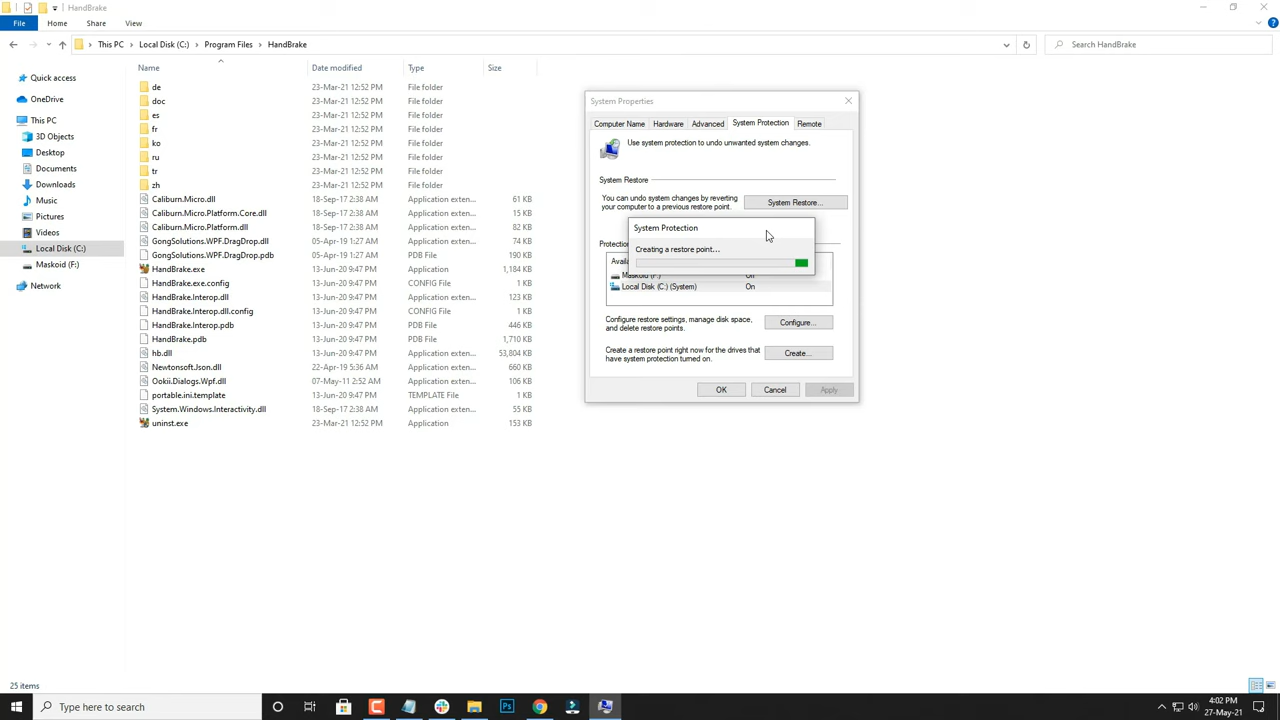 HandBrake
File Home Share View
This PC Local Disk (C:) Program Files HandBrake
Search HandBrake
Quick access
OneDrive
This PC
3D Objects
Desktop
Documents
Downloads
Music
Pictures
Videos
Local Disk (C:)
Maskoid (F:)
Network
Name Date modified Type Size
de 23-Mar-21 12:52 PM File folder
doc 23-Mar-21 12:52 PM File folder
es 23-Mar-21 12:52 PM File folder
fr 23-Mar-21 12:52 PM File folder
ko 23-Mar-21 12:52 PM File folder
ru 23-Mar-21 12:52 PM File folder
tr 23-Mar-21 12:52 PM File folder
zh 23-Mar-21 12:52 PM File folder
Caliburn.Micro.dll 18-Sep-17 2:38 AM Application exten... 61 KB
Caliburn.Micro.Platform.Core.dll 18-Sep-17 2:38 AM Application exten... 15 KB
Caliburn.Micro.Platform.dll 18-Sep-17 2:38 AM Application exten... 82 KB
GongSolutions.WPF.DragDrop.dll 05-Apr-19 1:27 AM Application exten... 74 KB
GongSolutions.WPF.DragDrop.pdb 05-Apr-19 1:27 AM PDB File 190 KB
HandBrake.exe 13-Jun-20 9:47 PM Application 1,184 KB
HandBrake.exe.config 13-Jun-20 9:47 PM CONFIG File 1 KB
HandBrake.Interop.dll 13-Jun-20 9:47 PM Application exten... 123 KB
HandBrake.Interop.dll.config 13-Jun-20 9:47 PM CONFIG File 1 KB
HandBrake.Interop.pdb 13-Jun-20 9:47 PM PDB File 446 KB
HandBrake.pdb 13-Jun-20 9:47 PM PDB File 1,710 KB
hb.dll 13-Jun-20 9:47 PM Application exten... 53,804 KB
Newtonsoft.Json.dll 22-Apr-19 5:36 AM Application exten... 660 KB
Ookii.Dialogs.Wpf.dll 07-May-11 2:52 AM Application exten... 106 KB
portable.ini.template 13-Jun-20 9:47 PM TEMPLATE File 1 KB
System.Windows.Interactivity.dll 18-Sep-17 2:38 AM Application exten... 55 KB
uninst.exe 23-Mar-21 12:52 PM Application 153 KB
System Properties
Computer Name Hardware Advanced System Protection Remote
Use system protection to undo unwanted system changes.
System Restore
You can undo system changes by reverting
your computer to a previous restore point.
System Restore...
System Protection
Creating a restore point...
Maskoid (F:) On
Local Disk (C:) (System) On
Configure restore settings, manage disk space,
and delete restore points.
Configure...
Create a restore point right now for the drives that
have system protection turned on.
Create...
OK Cancel Apply
25 items
Type here to search
Ps
4:02 PM
27-May-21